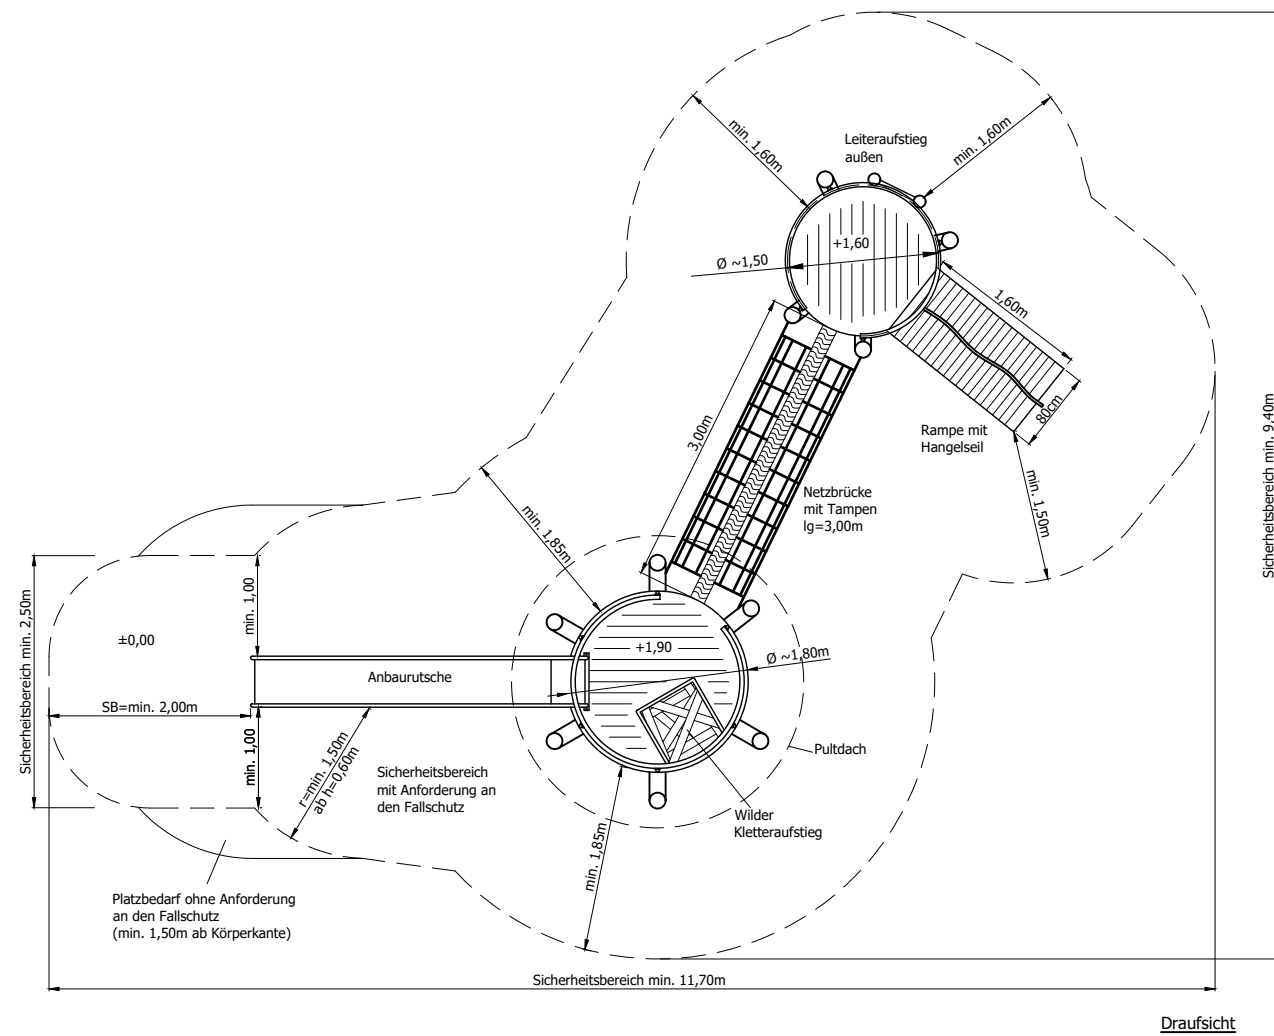 min. 1,60m
Leiteraufstieg
außen
min. 1,60m
+1,60
Ø ~1,50
1,60m
80cm
3,00m
Rampe mit
Hangelseil
min. 1,50m
Netzbrücke
mit Tampen
lg=3,00m
min. 1,85m
Sicherheitsbereich min. 9.40m
Sicherheitsbereich min. 2,50m
min. 1,00
±0,00
Anbaurutsche
+1,90
Ø ~1,80m
SB=min. 2,00m
min. 1,00
r=min. 1,50m
ab h=0,60m
Sicherheitsbereich
mit Anforderung an
den Fallschutz
Pultdach
Wilder
Kletteraufstieg
min. 1,85m
Platzbedarf ohne Anforderung
an den Fallschutz
(min. 1,50m ab Körperkante)
Sicherheitsbereich min. 11,70m
Draufsicht